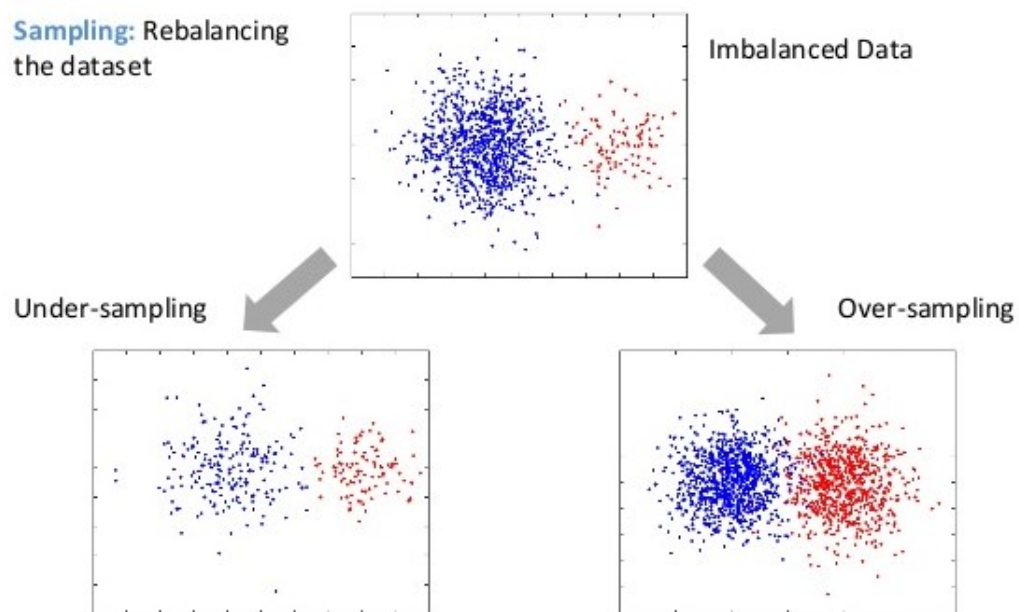 Sampling: Rebalancing
the dataset
Imbalanced Data
Under-sampling
Over-sampling